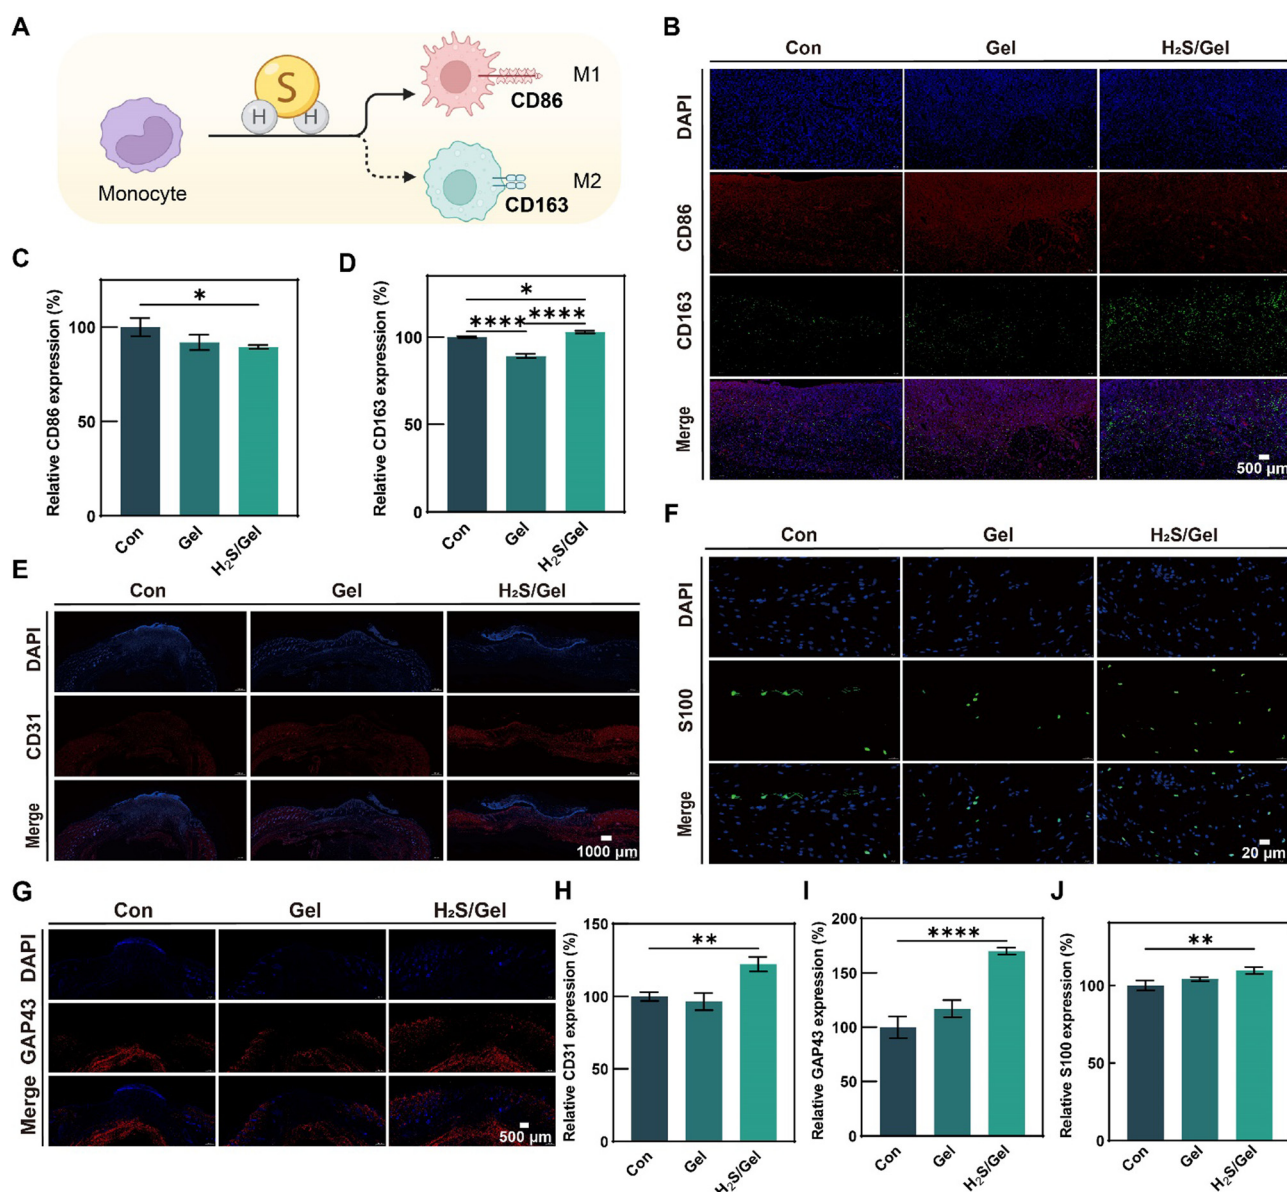 A
S
H
H
Monocyte
M1
CD86
M2
CD163
B
Con
Gel
H₂S/Gel
DAPI
CD86
CD163
Merge
500 µm
C
Relative CD86 expression (%)
100
50
0
*
Con
Gel
H₂S/Gel
D
Relative CD163 expression (%)
100
50
0
*
****
****
Con
Gel
H₂S/Gel
E
Con
Gel
H₂S/Gel
DAPI
CD31
Merge
1000 µm
F
Con
Gel
H₂S/Gel
DAPI
S100
Merge
20 µm
G
Con
Gel
H₂S/Gel
DAPI
GAP43
Merge
500 µm
H
Relative CD31 expression (%)
150
100
50
0
**
Con
Gel
H₂S/Gel
I
Relative GAP43 expression (%)
200
150
100
50
0
****
Con
Gel
H₂S/Gel
J
Relative S100 expression (%)
100
50
0
**
Con
Gel
H₂S/Gel